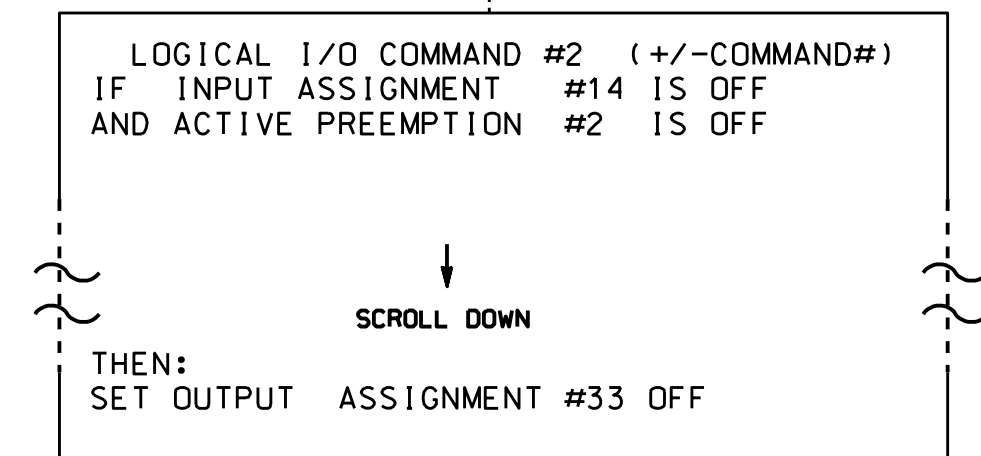 LOGICAL I/O COMMAND #2 (+/-COMMAND#)
IF INPUT ASSIGNMENT #14 IS OFF
AND ACTIVE PREEMPTION #2 IS OFF
SCROLL DOWN
THEN:
SET OUTPUT ASSIGNMENT #33 OFF